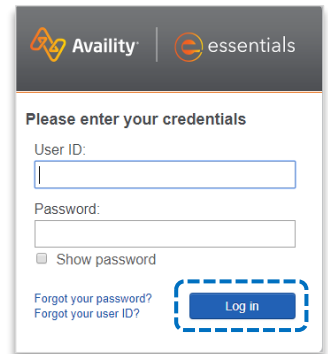 Availity essentials
Please enter your credentials
User ID:
Password:
Show password
Forgot your password?
Forgot your user ID?
Log in